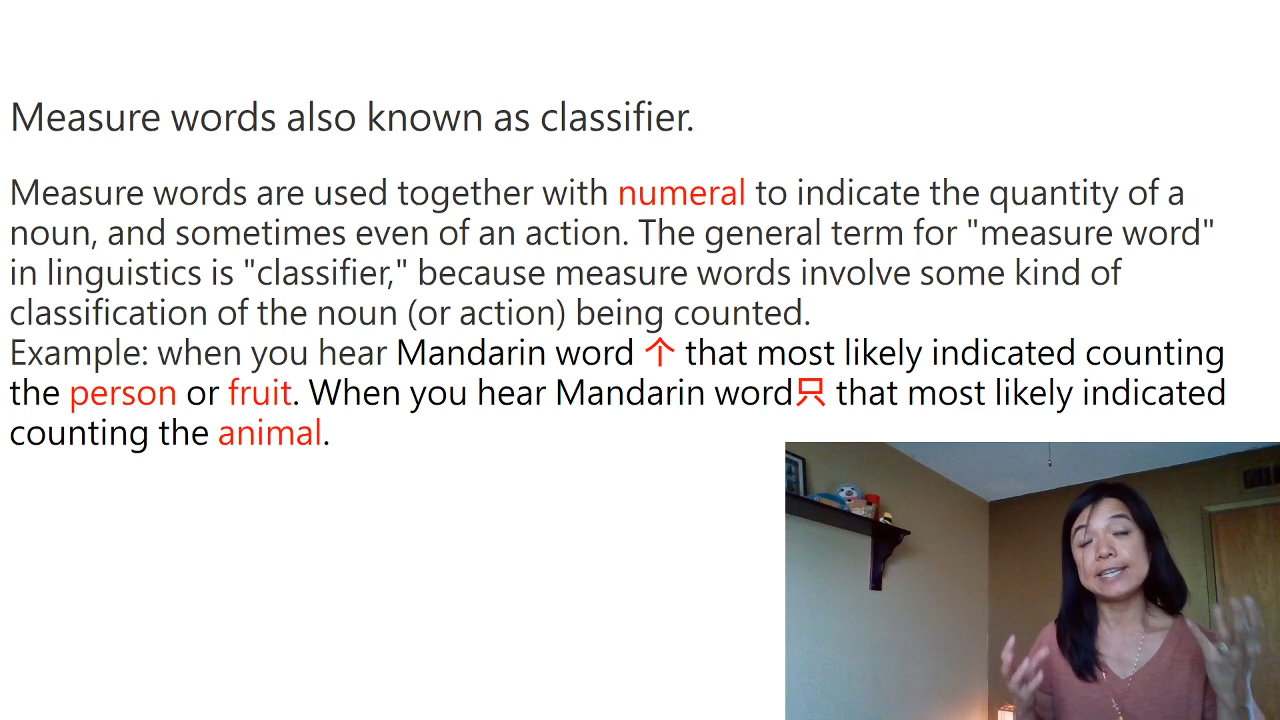 Measure words also known as classifier.
Measure words are used together with numeral to indicate the quantity of a
noun, and sometimes even of an action. The general term for "measure word"
in linguistics is "classifier," because measure words involve some kind of
classification of the noun (or action) being counted.
Example: when you hear Mandarin word 个 that most likely indicated counting
the person or fruit. When you hear Mandarin word只 that most likely indicated
counting the animal.